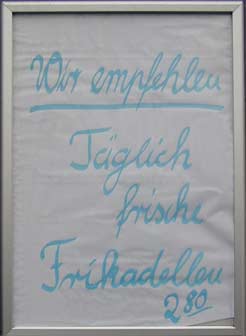 Wir empfehlen
Täglich
frische
Frikadellen
2 80